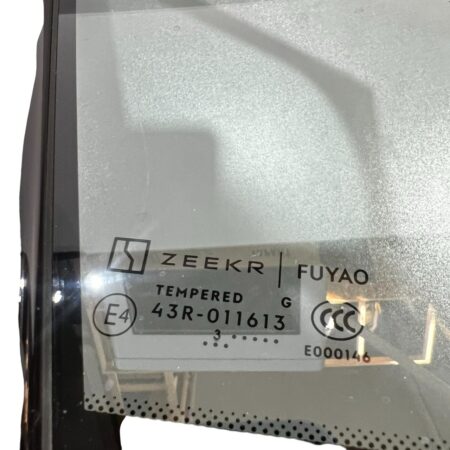 ZEEKR | FUYAO
TEMPERED G
E4 43R-011613 CCC
..3......
E000146